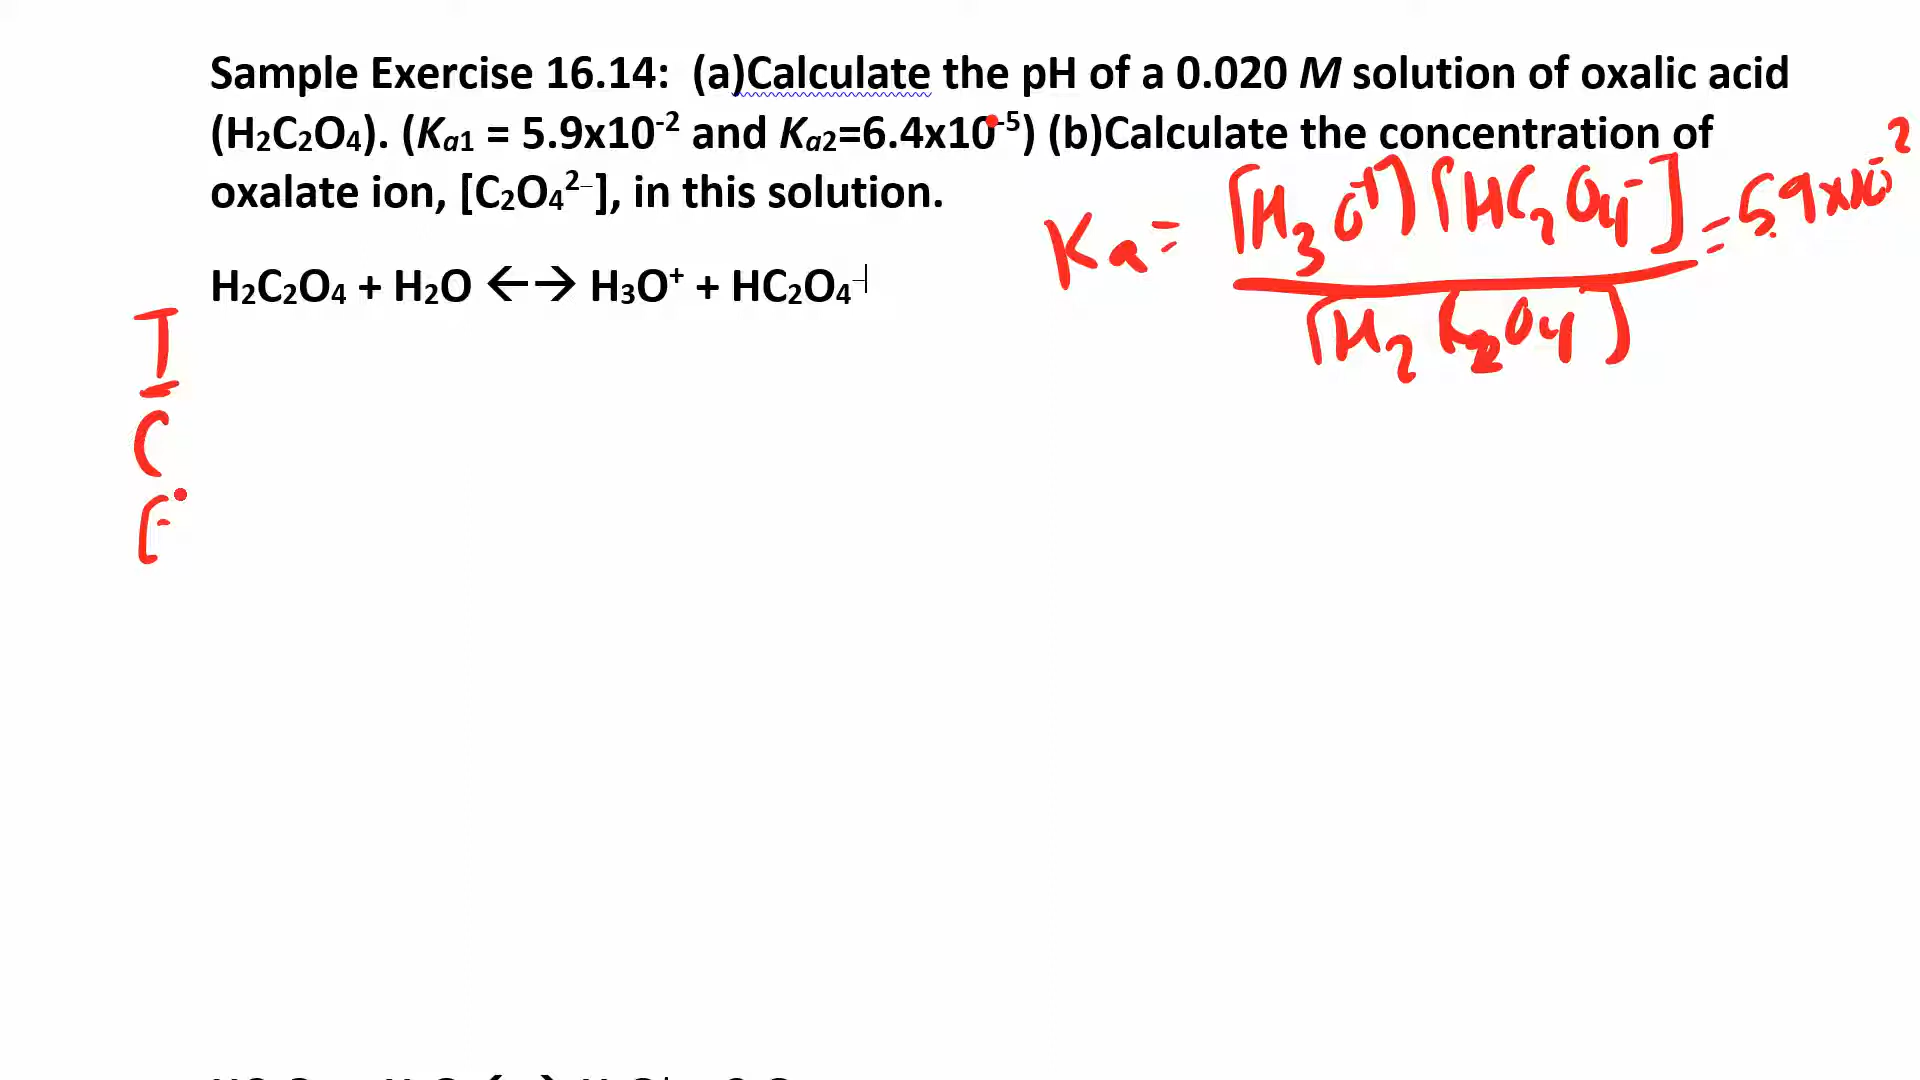 Sample Exercise 16.14: (a)Calculate the pH of a 0.020 M solution of oxalic acid
(H₂C₂O₄). (Kₐ₁ = 5.9x10⁻² and Kₐ₂=6.4x10⁻⁵) (b)Calculate the concentration of
oxalate ion, [C₂O₄²⁻], in this solution.
Ka = [H₃O⁺¹] [HC₂O₄⁻] = 5.9x10⁻²
[H₂C₂O₄]
H₂C₂O₄ + H₂O ←→ H₃O⁺ + HC₂O₄⁻
I
C
E